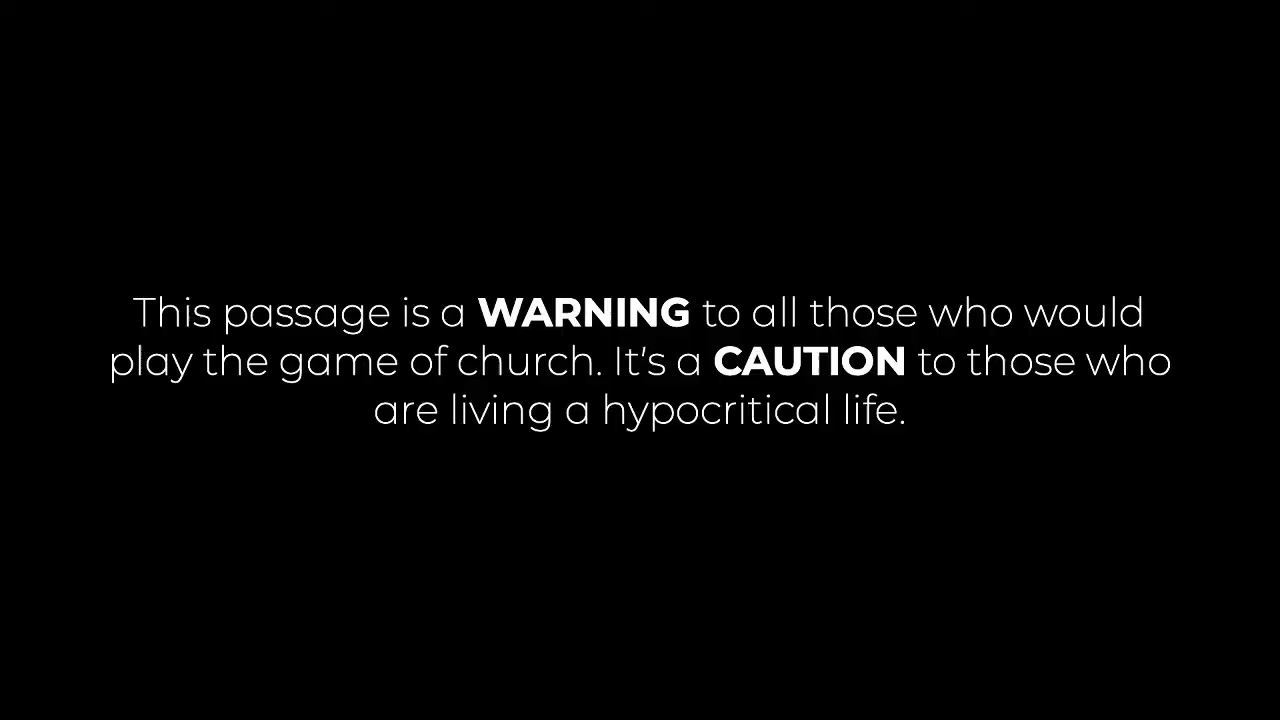 This passage is a WARNING to all those who would
play the game of church. It's a CAUTION to those who
are living a hypocritical life.